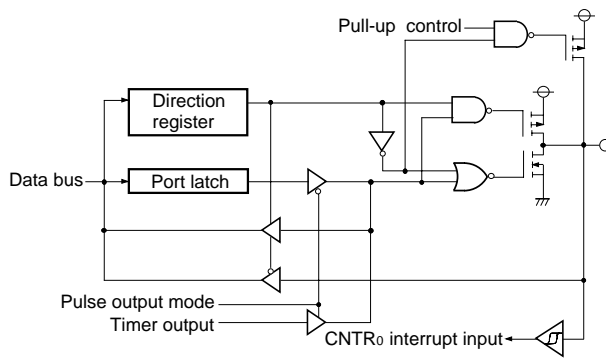 Pull-up control
Direction
register
Data bus
Port latch
Pulse output mode
Timer output
CNTR0 interrupt input